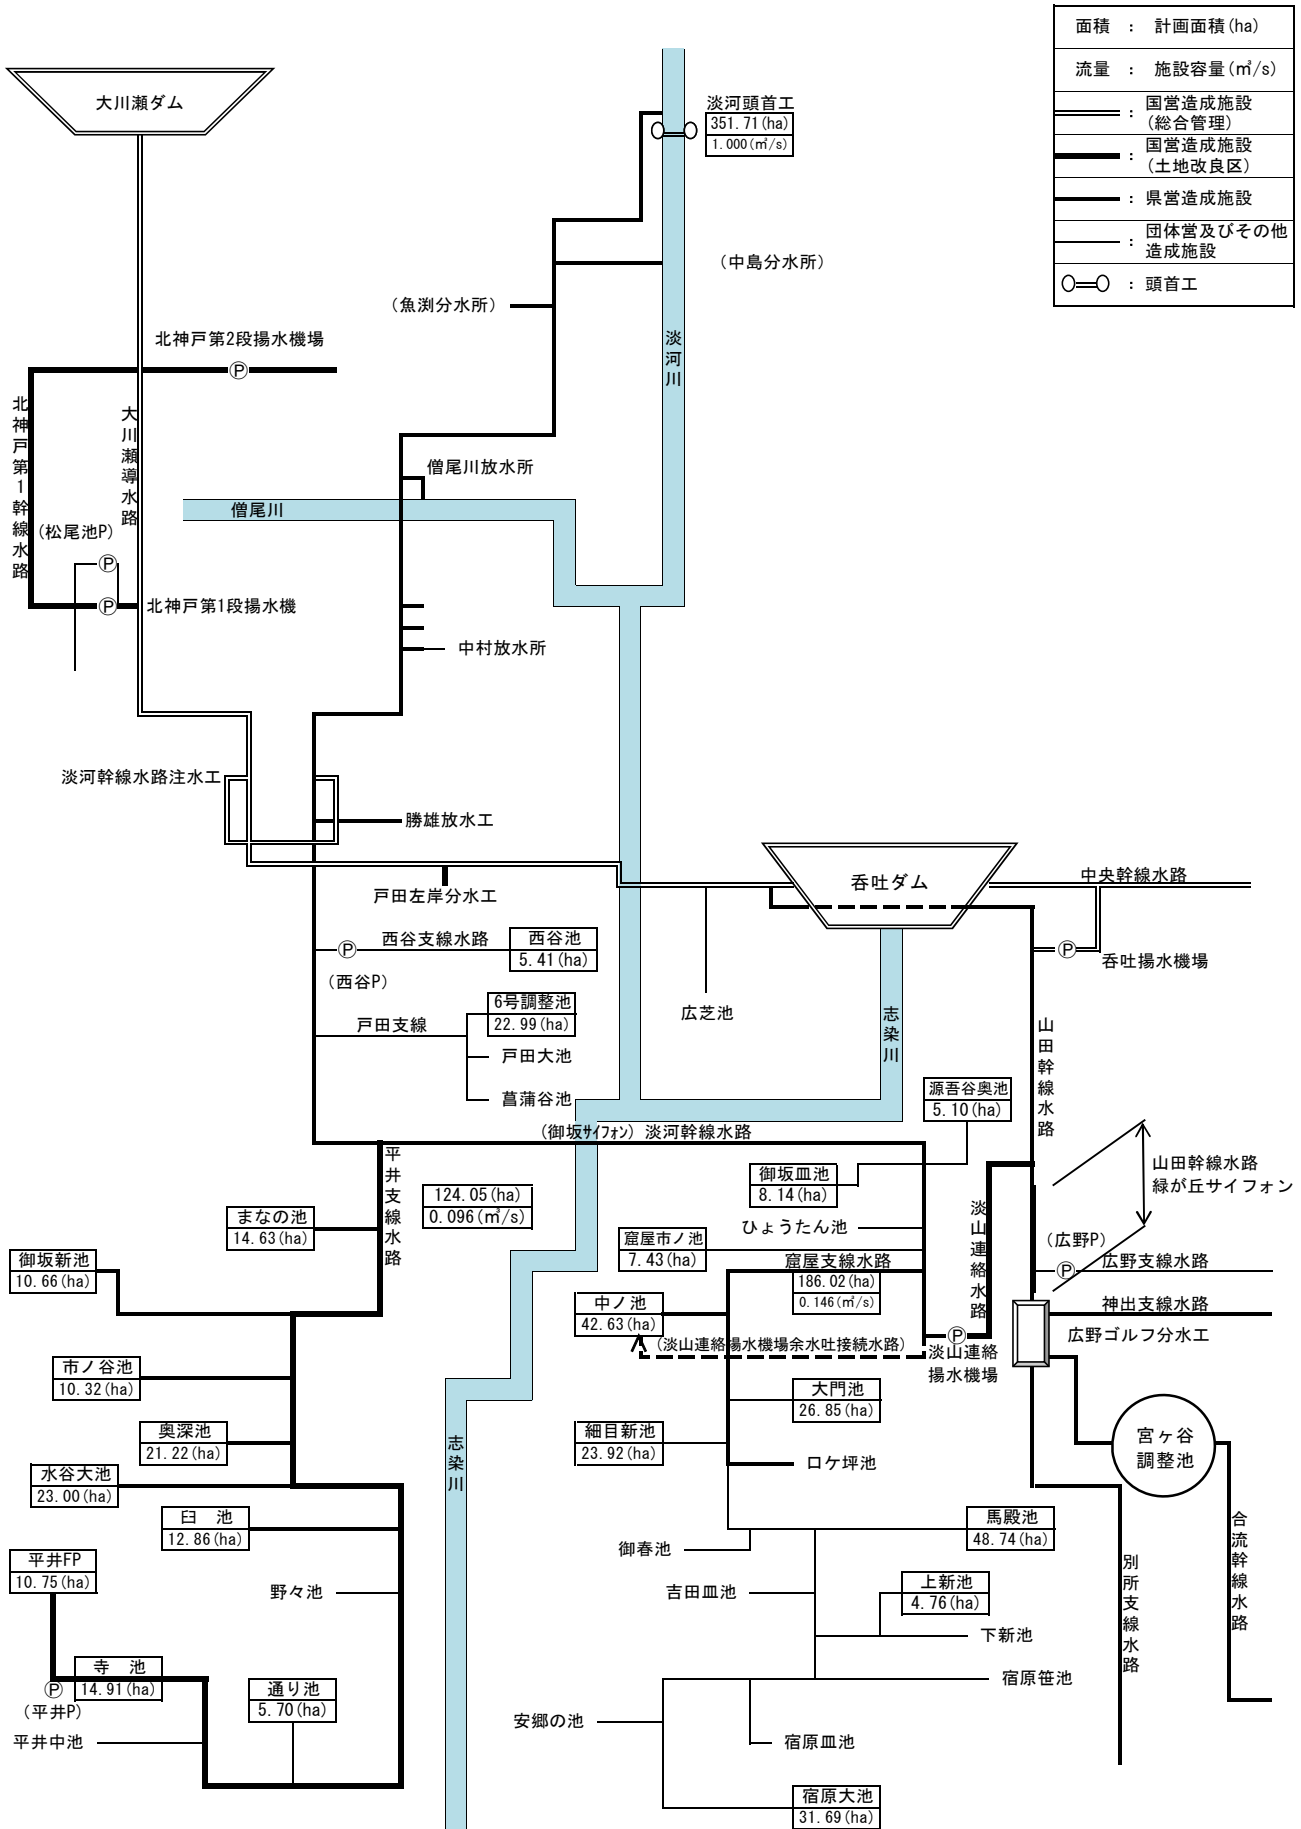 面積 : 計画面積(ha)
流量 : 施設容量(㎥/s)
: 国営造成施設
(総合管理)
: 国営造成施設
(土地改良区)
: 県営造成施設
: 団体営及びその他
造成施設
: 頭首工
大川瀬ダム
淡河頭首工
351.71(ha)
1.000(㎥/s)
(中島分水所)
(魚渕分水所)
淡河川
北神戸第2段揚水機場
P
北神戸第1幹線水路
大川瀬導水路
僧尾川放水所
僧尾川
(松尾池P)
P
P
北神戸第1段揚水機
中村放水所
淡河幹線水路注水工
勝雄放水工
戸田左岸分水工
呑吐ダム
中央幹線水路
P
呑吐揚水機場
P
西谷支線水路
西谷池
5.41(ha)
(西谷P)
6号調整池
22.99(ha)
戸田支線
戸田大池
菖蒲谷池
広芝池
志染川
山田幹線水路
源吾谷奥池
5.10(ha)
(御坂サイフォン) 淡河幹線水路
平井支線水路
124.05(ha)
0.096(㎥/s)
御坂皿池
8.14(ha)
山田幹線水路
緑が丘サイフォン
まなの池
14.63(ha)
ひょうたん池
淡山連絡水路
窟屋市ノ池
7.43(ha)
(広野P)
P
広野支線水路
御坂新池
10.66(ha)
窟屋支線水路
186.02(ha)
0.146(㎥/s)
中ノ池
42.63(ha)
神出支線水路
広野ゴルフ分水工
(淡山連絡揚水機場余水吐接続水路)
P
淡山連絡
揚水機場
市ノ谷池
10.32(ha)
大門池
26.85(ha)
奥深池
21.22(ha)
細目新池
23.92(ha)
宮ヶ谷
調整池
志染川
ロケ坪池
水谷大池
23.00(ha)
臼 池
12.86(ha)
馬殿池
48.74(ha)
合流幹線水路
別所支線水路
御春池
平井FP
10.75(ha)
野々池
吉田皿池
上新池
4.76(ha)
下新池
寺 池
14.91(ha)
P
(平井P)
通り池
5.70(ha)
宿原笹池
安郷の池
平井中池
宿原皿池
宿原大池
31.69(ha)